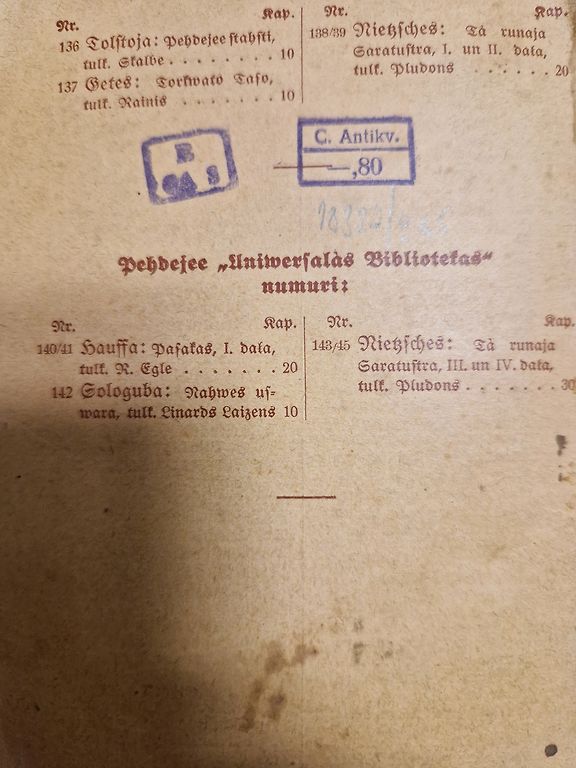 Nr. Kap.
136 Tolstoja: Pehdejee stahsti,
tulk. Skalbe . . . . . . . . 10
137 Getes: Torkwato Taso,
tulk. Rainis . . . . . . . . 10
Nr. Kap.
138/39 Nietzsches: Tà runaja
Saratustra, I. un II. daļa,
tulk. Pludons . . . . . . 20
C. Antikv.
—,80
Pehdejee „Uniwersalàs Bibliotekas“
numuri:
Nr. Kap.
140/41 Hauffa: Pasakas, I. daļa,
tulk. R. Egle . . . . . . . 20
142 Sologuba: Nahwes us-
wara, tulk. Linards Laizens 10
Nr. Kap.
143/45 Nietzsches: Tà runaja
Saratustra, III. un IV. daļa,
tulk. Pludons . . . . . . . 30